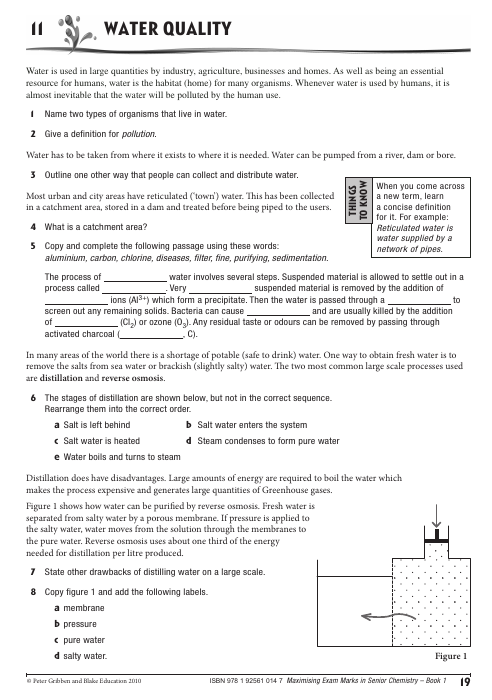 11 WATER QUALITY
Water is used in large quantities by industry, agriculture, businesses and homes. As well as being an essential
resource for humans, water is the habitat (home) for many organisms. Whenever water is used by humans, it is
almost inevitable that the water will be polluted by the human use.
1 Name two types of organisms that live in water.
2 Give a definition for pollution.
Water has to be taken from where it exists to where it is needed. Water can be pumped from a river, dam or bore.
3 Outline one other way that people can collect and distribute water.
Most urban and city areas have reticulated ('town') water. This has been collected
in a catchment area, stored in a dam and treated before being piped to the users.
THINGS
TO KNOW
When you come across
a new term, learn
a concise definition
for it. For example:
Reticulated water is
water supplied by a
network of pipes.
4 What is a catchment area?
5 Copy and complete the following passage using these words:
aluminium, carbon, chlorine, diseases, filter, fine, purifying, sedimentation.
The process of ____________ water involves several steps. Suspended material is allowed to settle out in a
process called ____________. Very ____________ suspended material is removed by the addition of
____________ ions (Al³⁺) which form a precipitate. Then the water is passed through a ____________ to
screen out any remaining solids. Bacteria can cause ____________ and are usually killed by the addition
of ____________ (Cl₂) or ozone (O₃). Any residual taste or odours can be removed by passing through
activated charcoal (____________, C).
In many areas of the world there is a shortage of potable (safe to drink) water. One way to obtain fresh water is to
remove the salts from sea water or brackish (slightly salty) water. The two most common large scale processes used
are distillation and reverse osmosis.
6 The stages of distillation are shown below, but not in the correct sequence.
Rearrange them into the correct order.
a Salt is left behind b Salt water enters the system
c Salt water is heated d Steam condenses to form pure water
e Water boils and turns to steam
Distillation does have disadvantages. Large amounts of energy are required to boil the water which
makes the process expensive and generates large quantities of Greenhouse gases.
Figure 1 shows how water can be purified by reverse osmosis. Fresh water is
separated from salty water by a porous membrane. If pressure is applied to
the salty water, water moves from the solution through the membranes to
the pure water. Reverse osmosis uses about one third of the energy
needed for distillation per litre produced.
7 State other drawbacks of distilling water on a large scale.
8 Copy figure 1 and add the following labels.
a membrane
b pressure
c pure water
d salty water.
Figure 1
© Peter Gribben and Blake Education 2010 ISBN 978 1 92561 014 7 Maximising Exam Marks in Senior Chemistry – Book 1 19